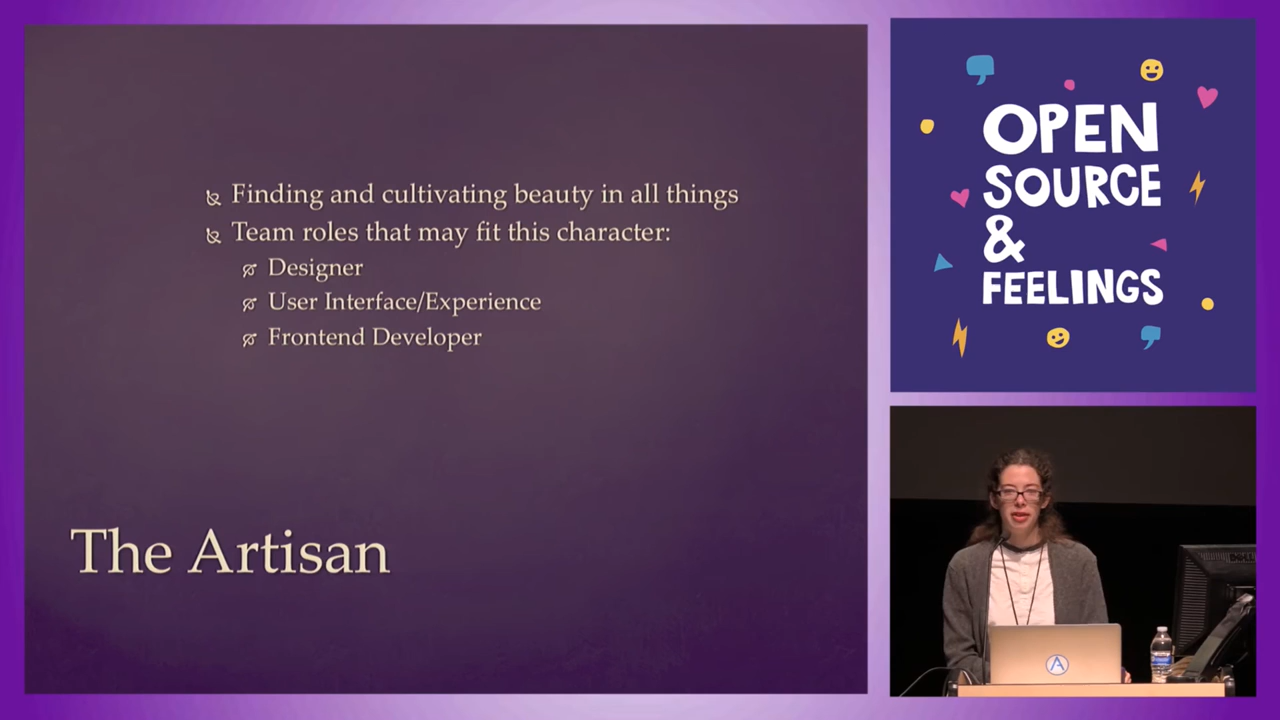 Finding and cultivating beauty in all things
Team roles that may fit this character:
Designer
User Interface/Experience
Frontend Developer
The Artisan
OPEN
SOURCE
&
FEELINGS
DELL